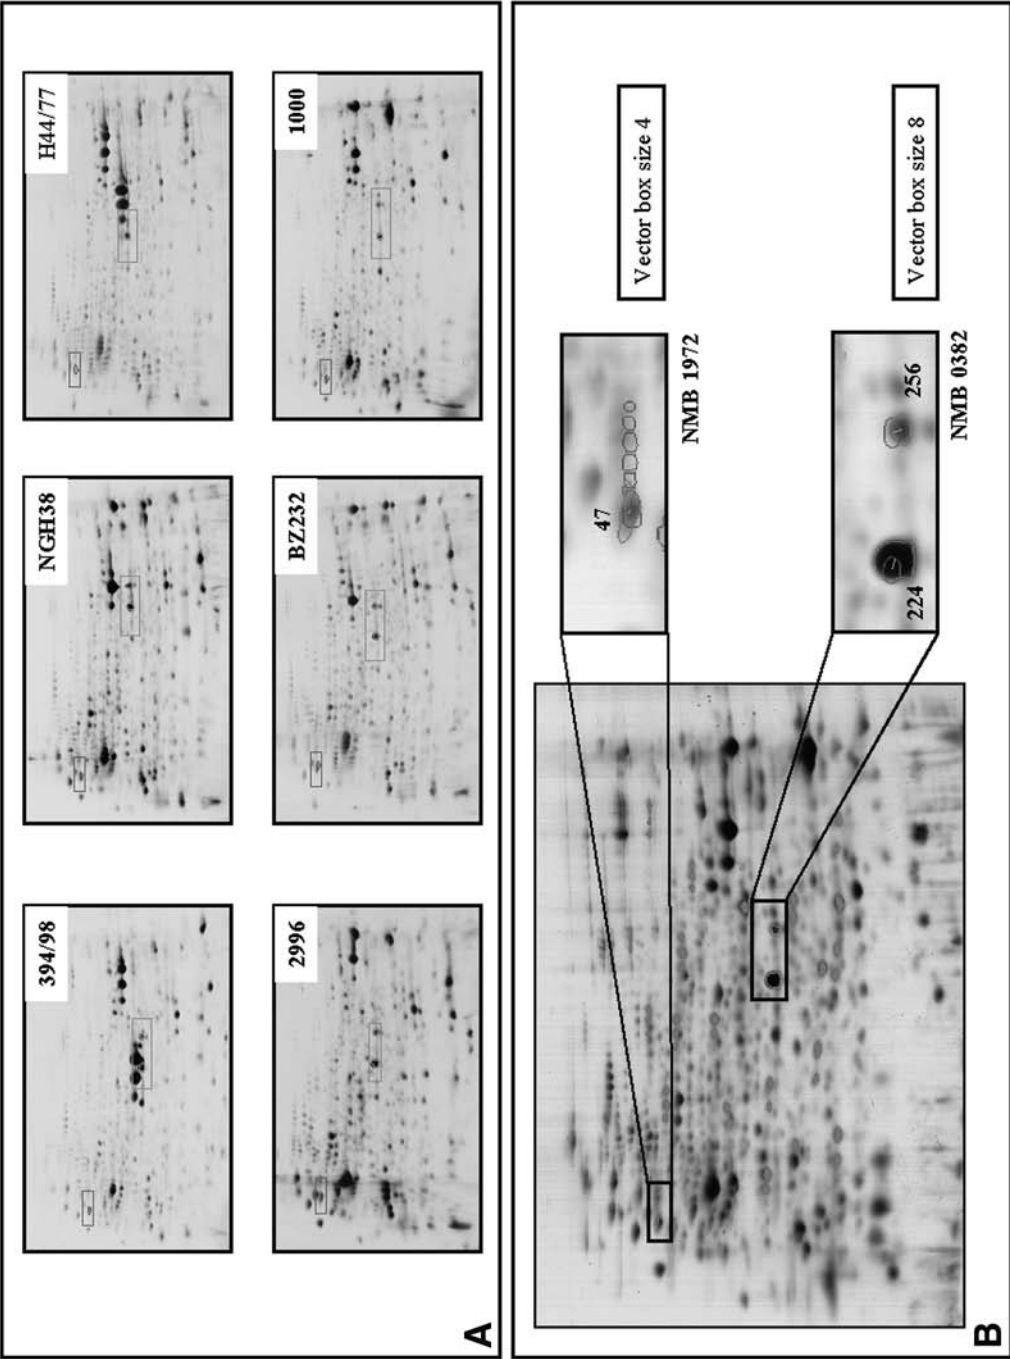 A
394/98
NGH38
H44/77
2996
BZ232
1000
B
47
NMB 1972
Vector box size 4
224
256
NMB 0382
Vector box size 8